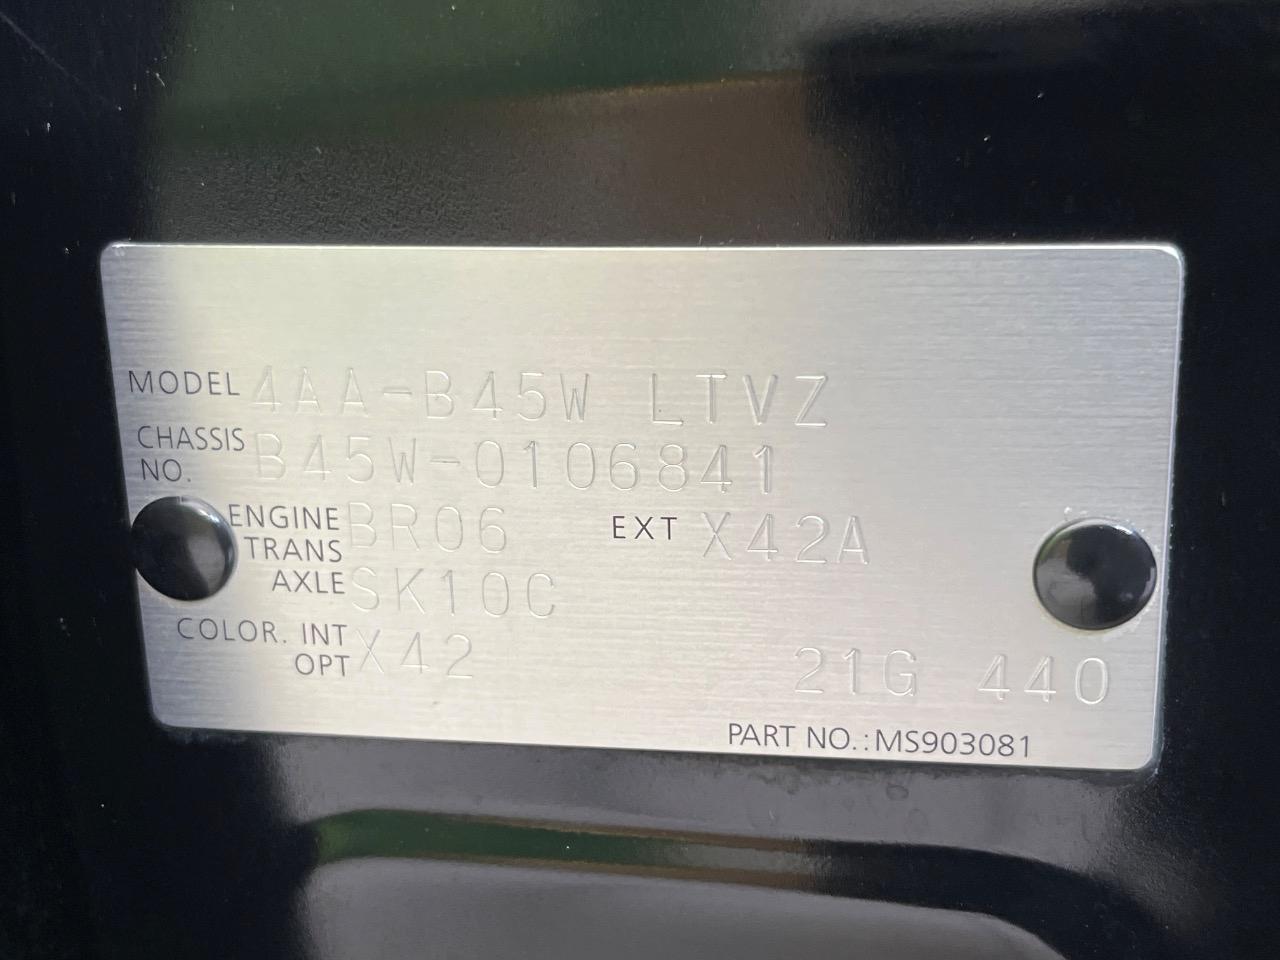 MODEL 4AA-B45W LTVZ
CHASSIS NO. B45W-0106841
ENGINE BR06 EXT X42A
TRANS AXLE SK10C
COLOR. INT OPT X42
21G 440
PART NO.:MS903081